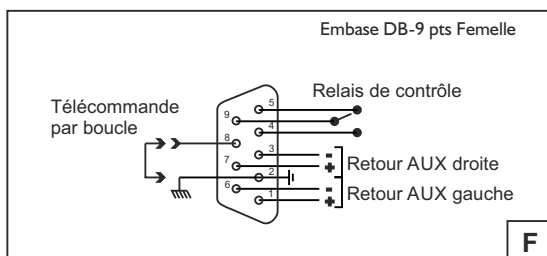 Embase DB-9 pts Femelle
Relais de contrôle
Télécommande
par boucle
5
9
4
8
3
7
2
6
1
-
+
Retour AUX droite
-
+
Retour AUX gauche
F